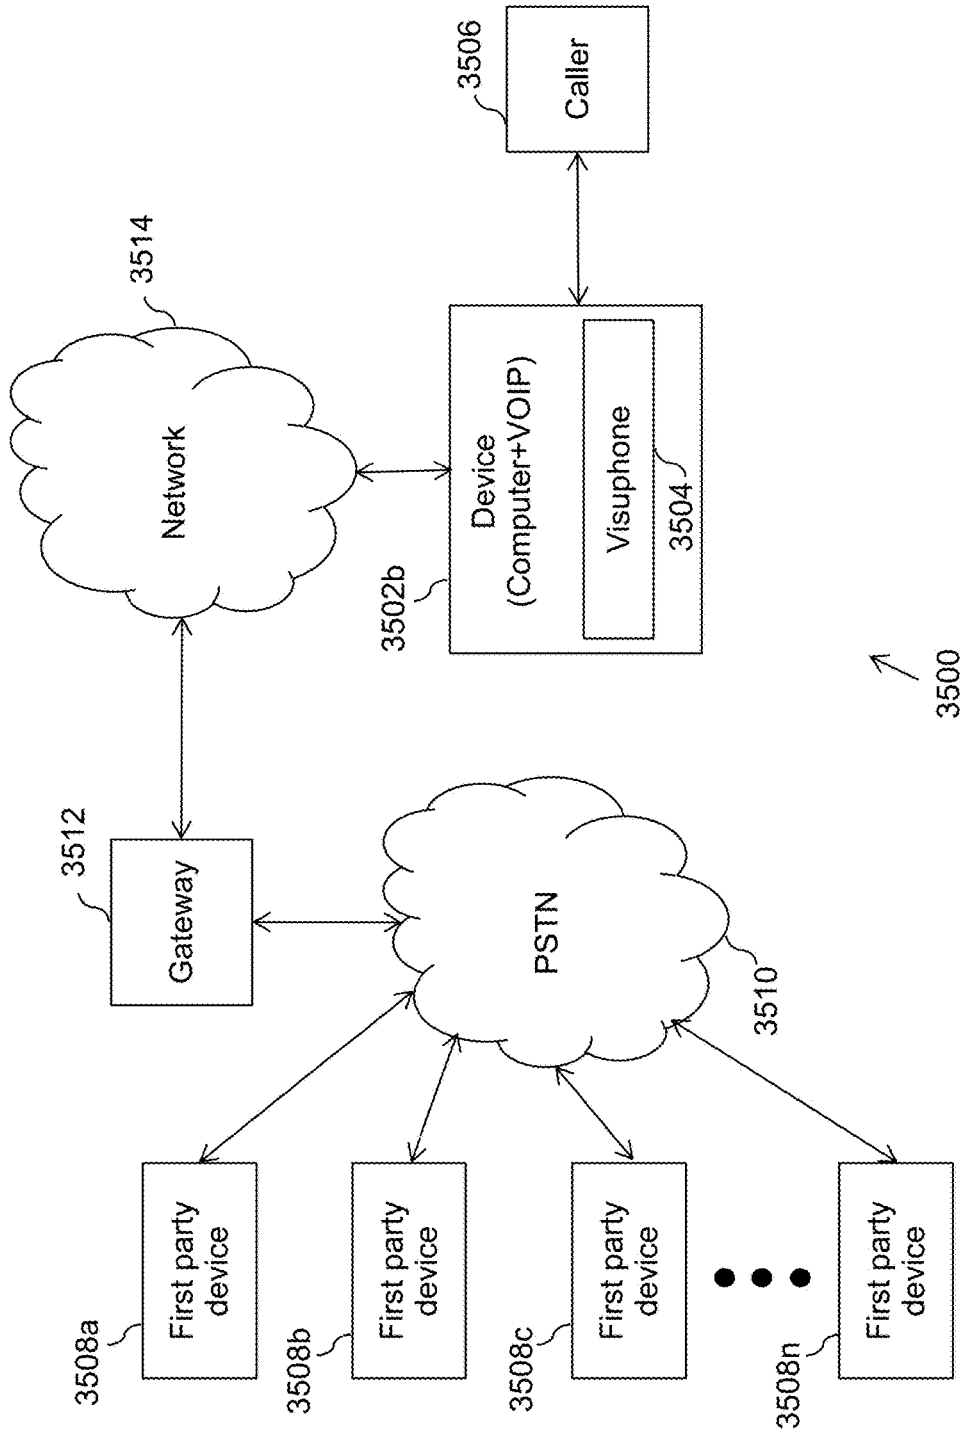 3508a
First party
device
3508b
First party
device
3508c
First party
device
3508n
First party
device
3512
Gateway
PSTN
3510
3514
Network
3502b
Device
(Computer+VOIP)
Visuphone
3504
3506
Caller
3500